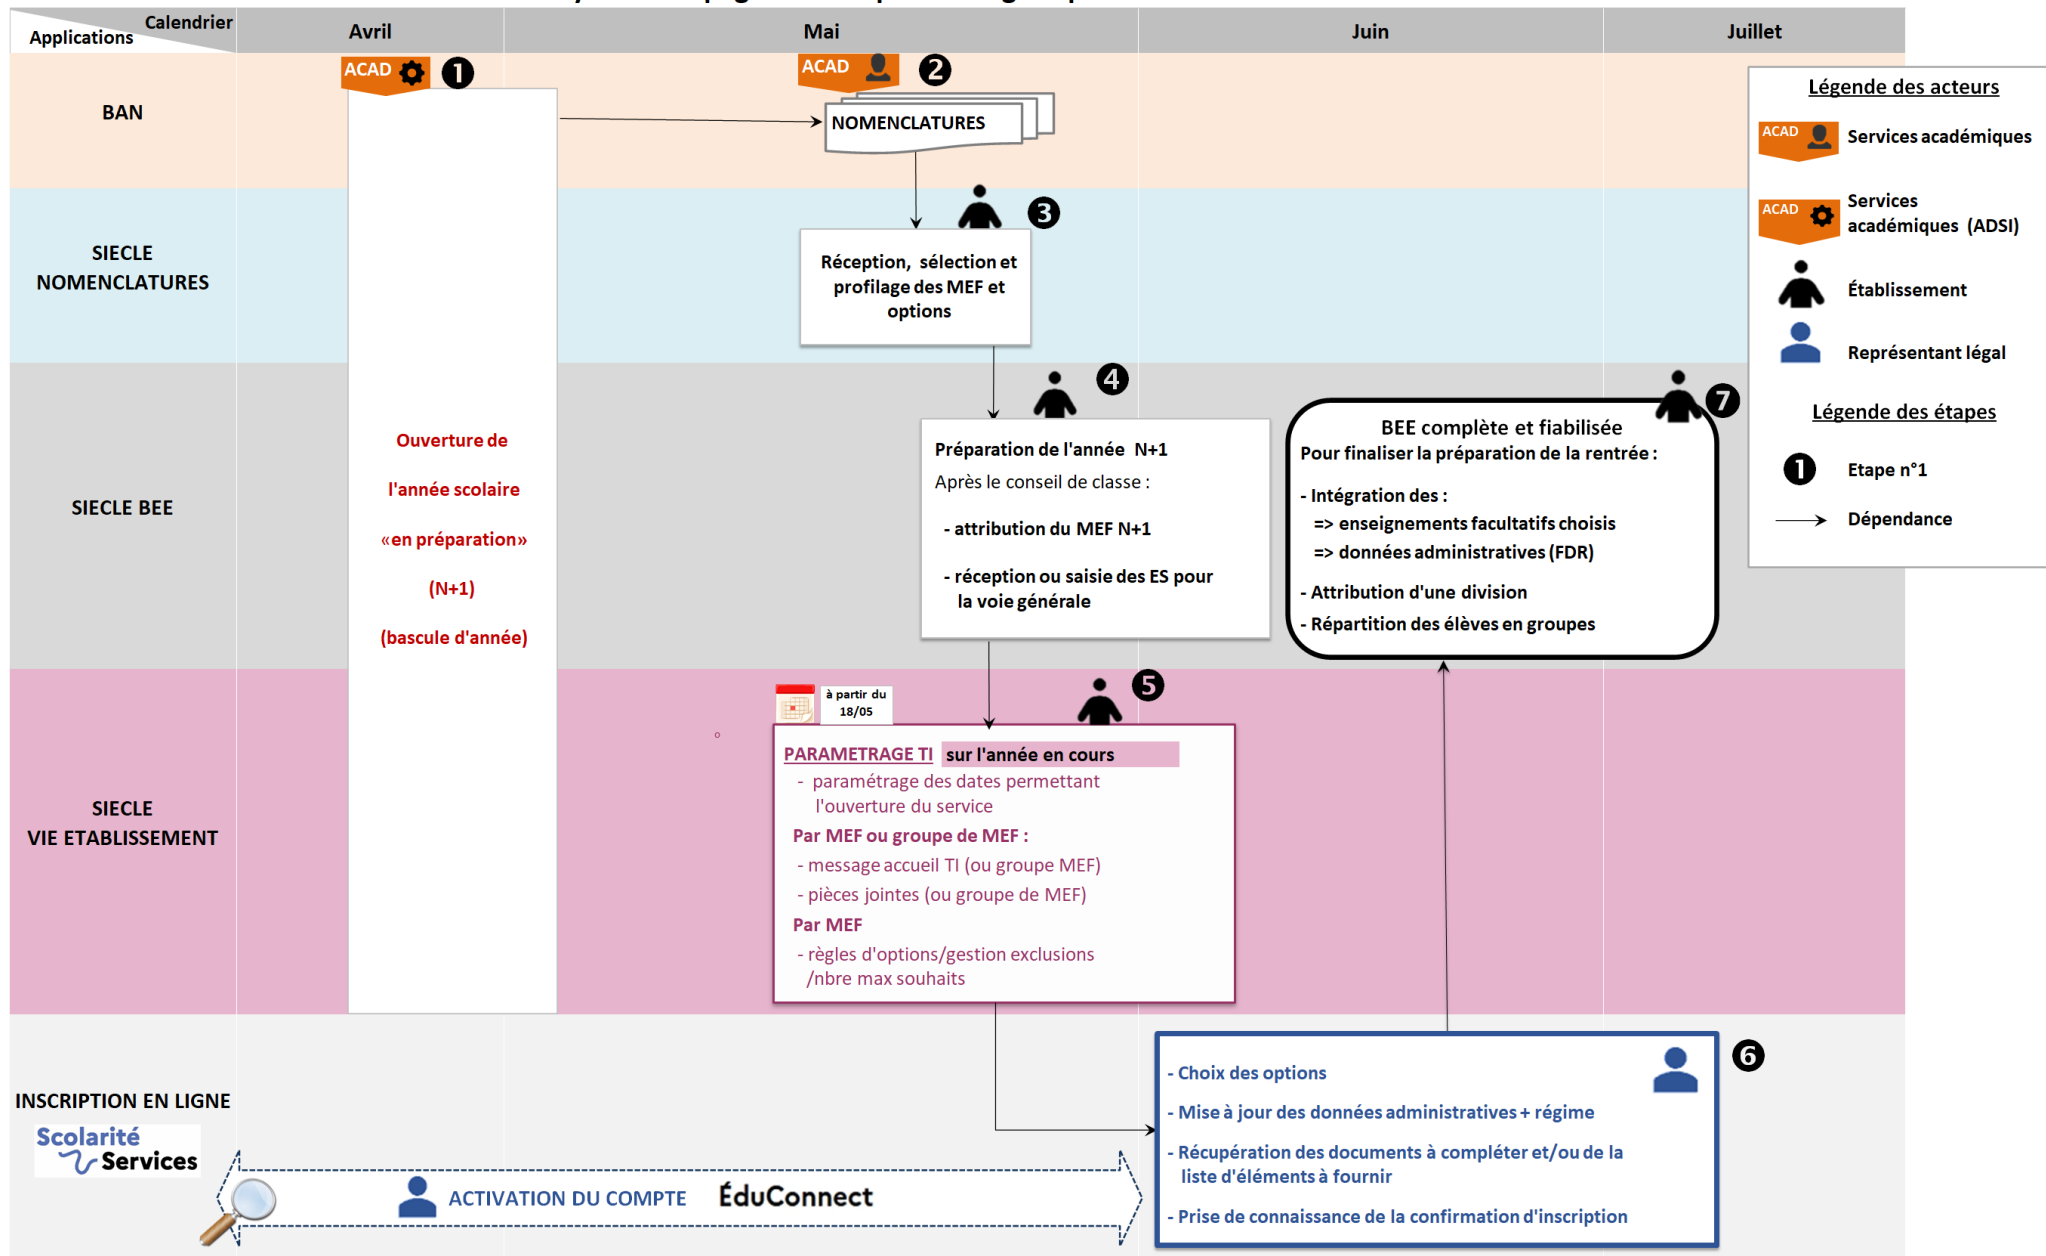 Calendrier
Applications
Avril
Mai
Juin
Juillet
BAN
ACAD
1
ACAD
2
NOMENCLATURES
SIECLE
NOMENCLATURES
3
Réception, sélection et
profilage des MEF et
options
SIECLE BEE
Ouverture de
l'année scolaire
«en préparation»
(N+1)
(bascule d'année)
4
Préparation de l'année N+1
Après le conseil de classe :
- attribution du MEF N+1
- réception ou saisie des ES pour
la voie générale
7
BEE complète et fiabilisée
Pour finaliser la préparation de la rentrée :
- Intégration des :
=> enseignements facultatifs choisis
=> données administratives (FDR)
- Attribution d'une division
- Répartition des élèves en groupes
SIECLE
VIE ETABLISSEMENT
à partir du
18/05
5
PARAMETRAGE TI sur l'année en cours
- paramétrage des dates permettant
l'ouverture du service
Par MEF ou groupe de MEF :
- message accueil TI (ou groupe MEF)
- pièces jointes (ou groupe de MEF)
Par MEF
- règles d'options/gestion exclusions
/nbre max souhaits
INSCRIPTION EN LIGNE
Scolarité
Services
ACTIVATION DU COMPTE ÉduConnect
6
- Choix des options
- Mise à jour des données administratives + régime
- Récupération des documents à compléter et/ou de la
liste d'éléments à fournir
- Prise de connaissance de la confirmation d'inscription
Légende des acteurs
ACAD
Services académiques
ACAD
Services
académiques (ADSI)
Établissement
Représentant légal
Légende des étapes
1
Etape n°1
Dépendance